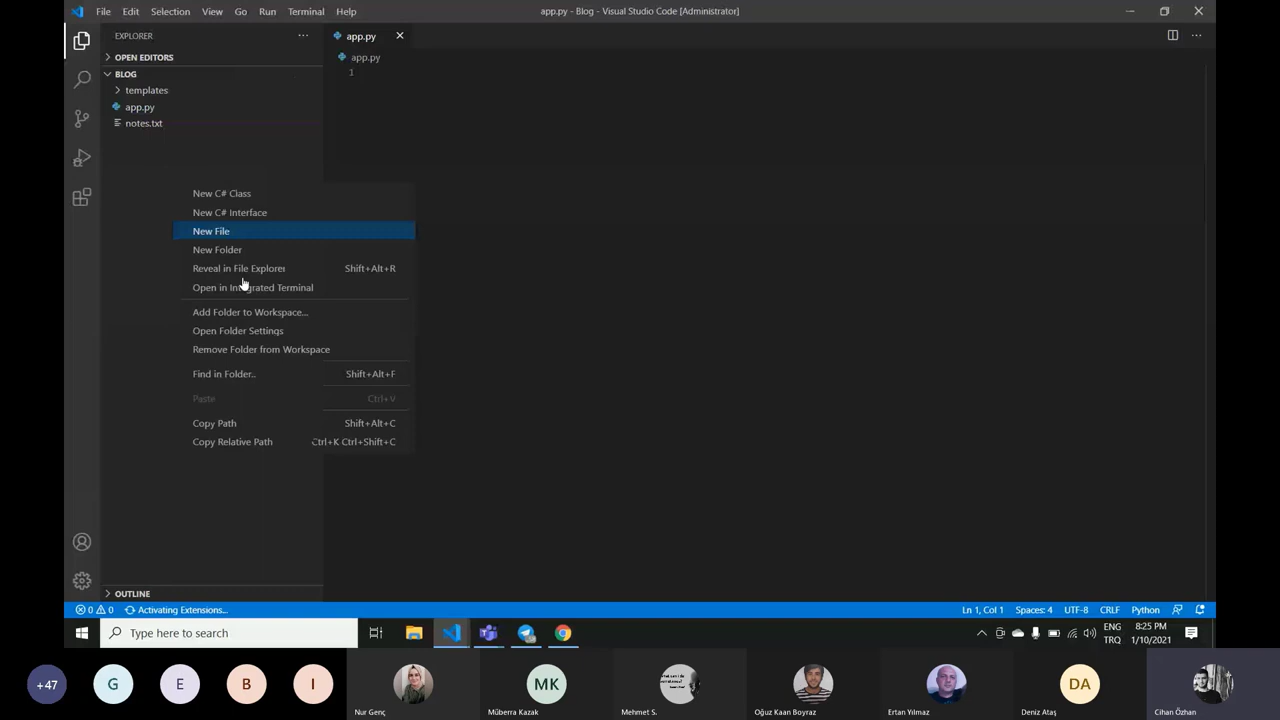 File Edit Selection View Go Run Terminal Help
app.py - Blog - Visual Studio Code [Administrator]
EXPLORER
app.py
OPEN EDITORS
app.py
BLOG
1
templates
app.py
notes.txt
New C# Class
New C# Interface
New File
New Folder
Reveal in File Explorer Shift+Alt+R
Open in Integrated Terminal
Add Folder to Workspace...
Open Folder Settings
Remove Folder from Workspace
Find in Folder... Shift+Alt+F
Paste Ctrl+V
Copy Path Shift+Alt+C
Copy Relative Path Ctrl+K Ctrl+Shift+C
OUTLINE
0 0 Activating Extensions...
Ln 1, Col 1 Spaces: 4 UTF-8 CRLF Python
Type here to search
ENG 8:25 PM
TRQ 1/10/2021
+47 G E B I MK DA
Nur Genç Müberra Kazak Mehmet S. Oğuz Kaan Boyraz Ertan Yılmaz Deniz Ataş Cihan Özhan